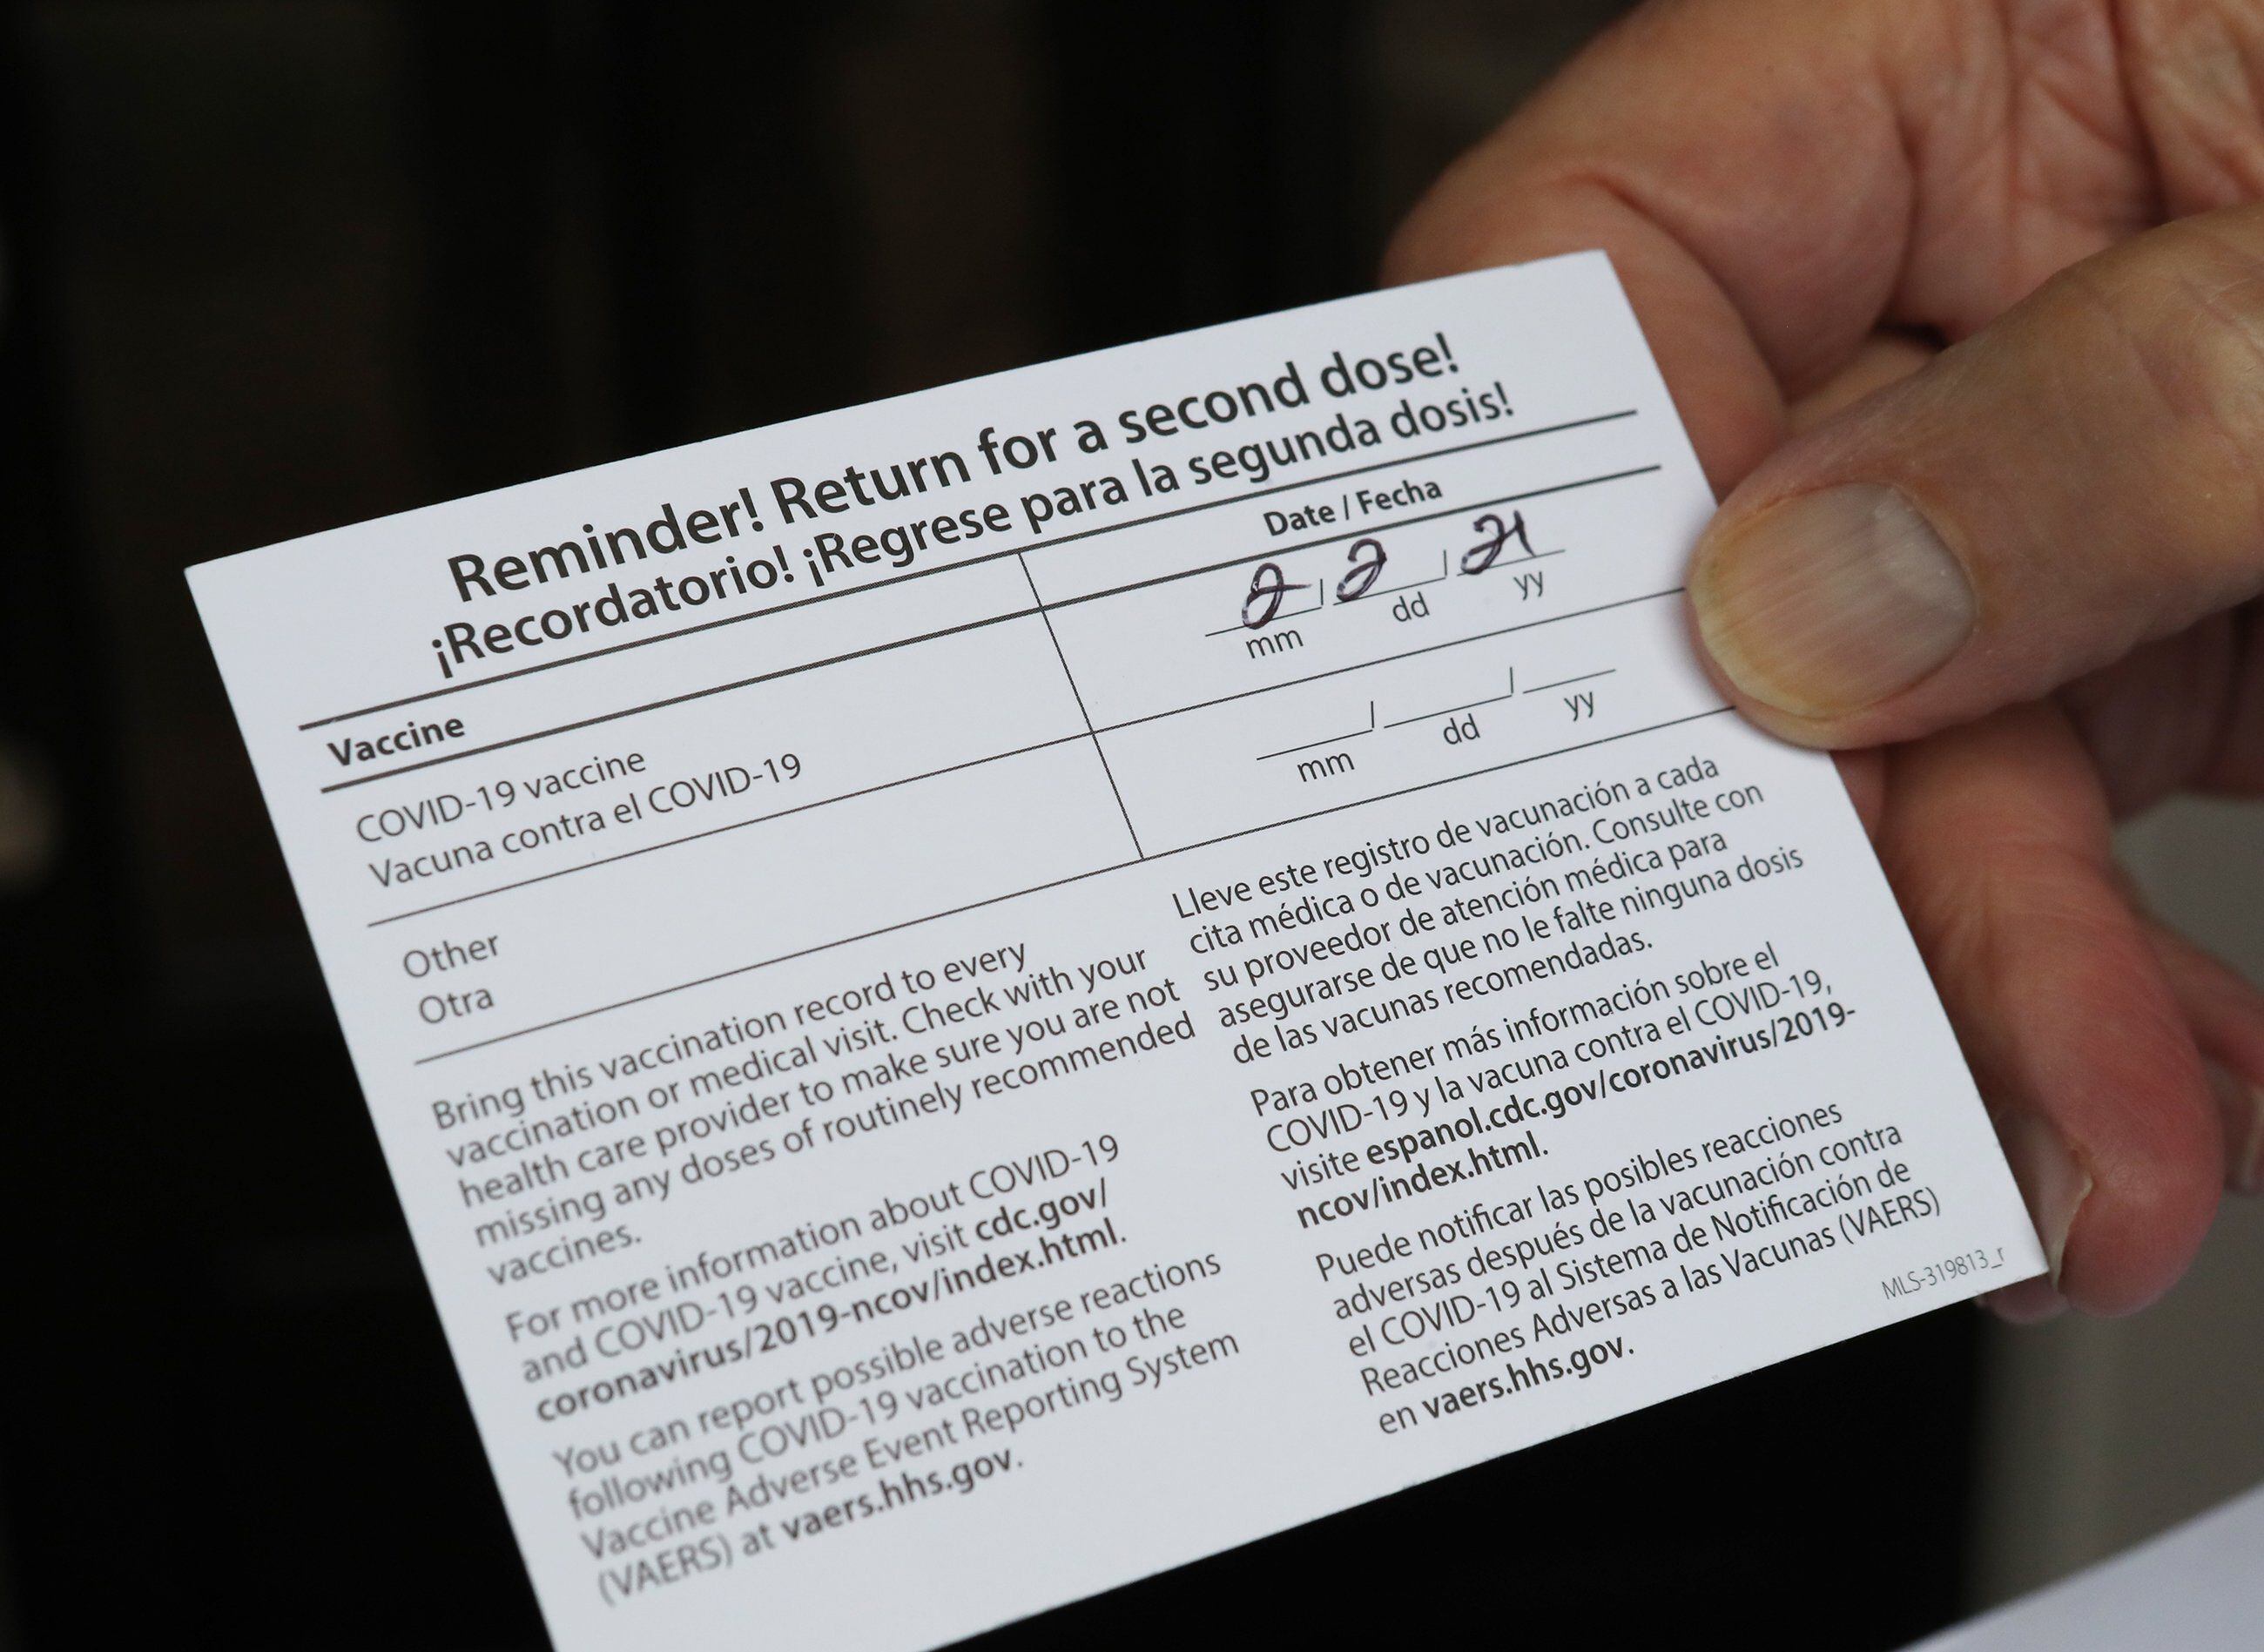 Reminder! Return for a second dose!
¡Recordatorio! ¡Regrese para la segunda dosis!
Vaccine
Date / Fecha
COVID-19 vaccine
Vacuna contra el COVID-19
2 / 2 / 21
mm dd yy
Other
Otra
/ /
mm dd yy
Bring this vaccination record to every
vaccination or medical visit. Check with your
health care provider to make sure you are not
missing any doses of routinely recommended
vaccines.
For more information about COVID-19
and COVID-19 vaccine, visit cdc.gov/
coronavirus/2019-ncov/index.html.
You can report possible adverse reactions
following COVID-19 vaccination to the
Vaccine Adverse Event Reporting System
(VAERS) at vaers.hhs.gov.
Lleve este registro de vacunación a cada
cita médica o de vacunación. Consulte con
su proveedor de atención médica para
asegurarse de que no le falte ninguna dosis
de las vacunas recomendadas.
Para obtener más información sobre el
COVID-19 y la vacuna contra el COVID-19,
visite espanol.cdc.gov/coronavirus/2019-
ncov/index.html.
Puede notificar las posibles reacciones
adversas después de la vacunación contra
el COVID-19 al Sistema de Notificación de
Reacciones Adversas a las Vacunas (VAERS)
en vaers.hhs.gov.
MLS-319813_r